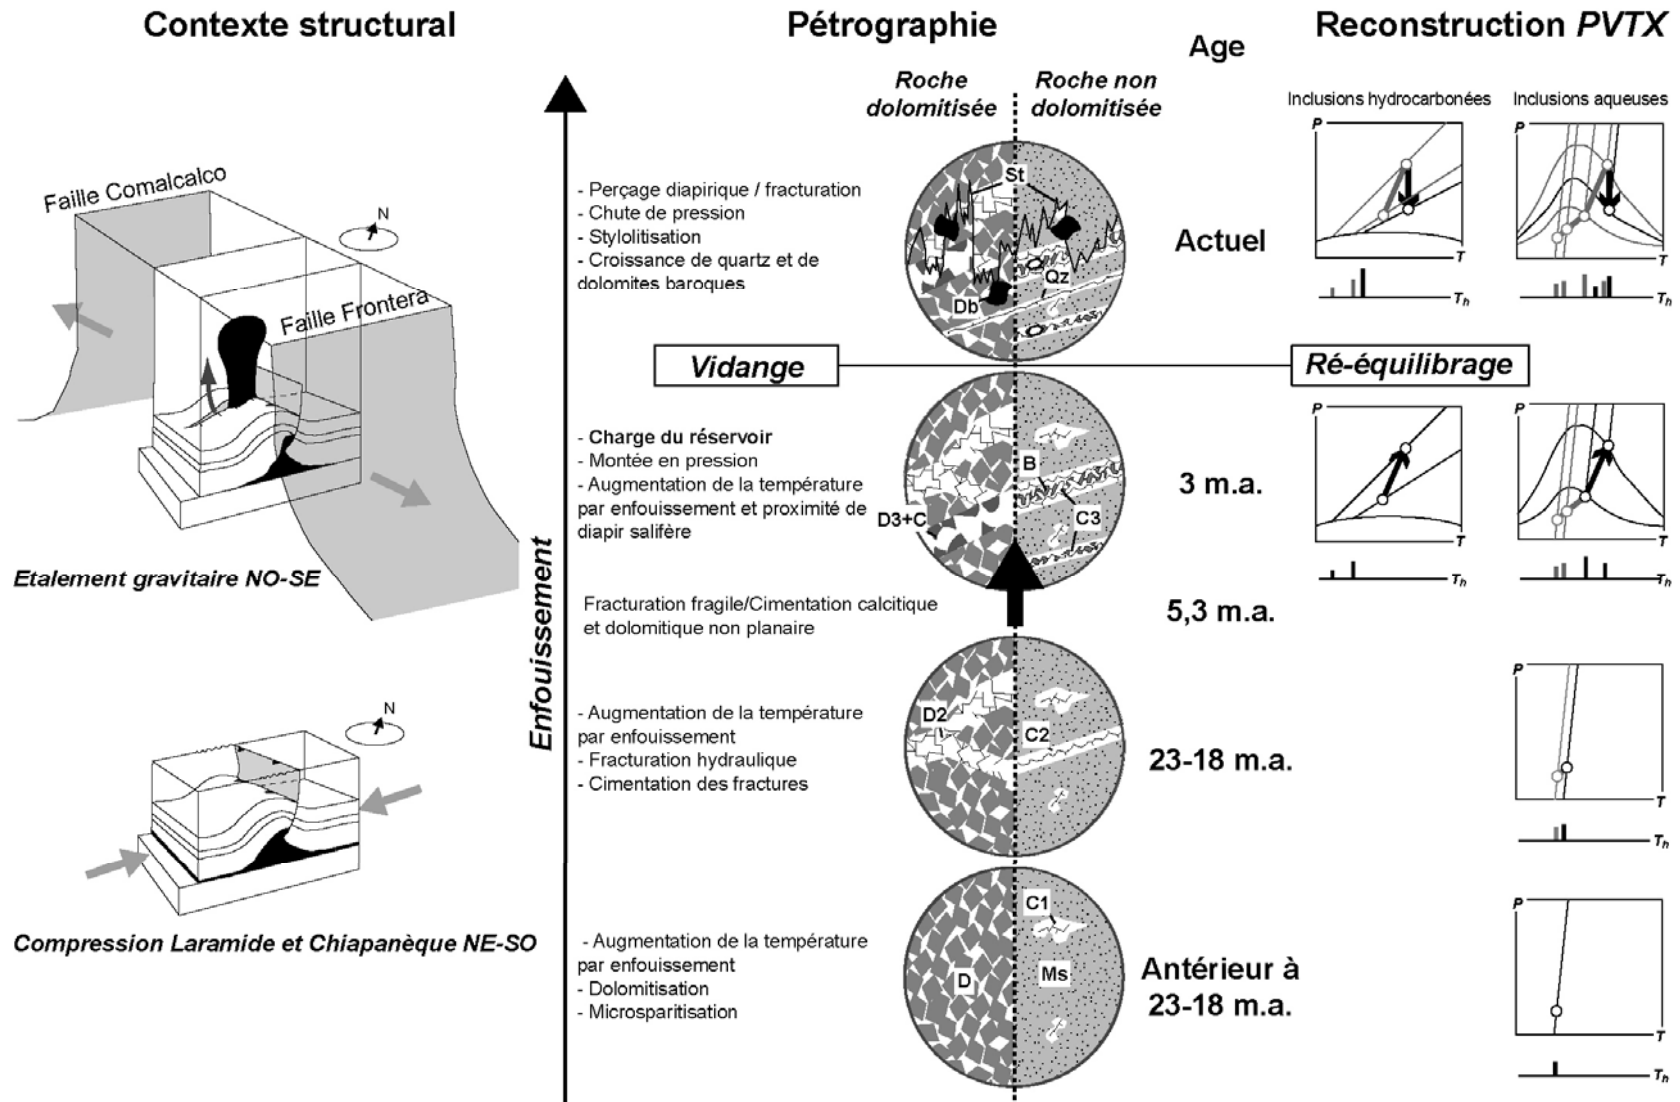 Contexte structural
Pétrographie
Age
Reconstruction PVTX
Roche
dolomitisée
Roche non
dolomitisée
Inclusions hydrocarbonées
Inclusions aqueuses
Faille Comalcalco
N
Faille Frontera
Etalement gravitaire NO-SE
N
Compression Laramide et Chiapanèque NE-SO
Enfouissement
- Perçage diapirique / fracturation
- Chute de pression
- Stylolitisation
- Croissance de quartz et de
dolomites baroques
St
Qz
Db
Actuel
P
T
Th
P
T
Th
Vidange
Ré-équilibrage
- Charge du réservoir
- Montée en pression
- Augmentation de la température
par enfouissement et proximité de
diapir salifère
B
D3+C
C3
3 m.a.
P
T
Th
P
T
Th
Fracturation fragile/Cimentation calcitique
et dolomitique non planaire
5,3 m.a.
- Augmentation de la température
par enfouissement
- Fracturation hydraulique
- Cimentation des fractures
D2
C2
23-18 m.a.
P
T
Th
- Augmentation de la température
par enfouissement
- Dolomitisation
- Microsparitisation
C1
D
Ms
Antérieur à
23-18 m.a.
P
T
Th